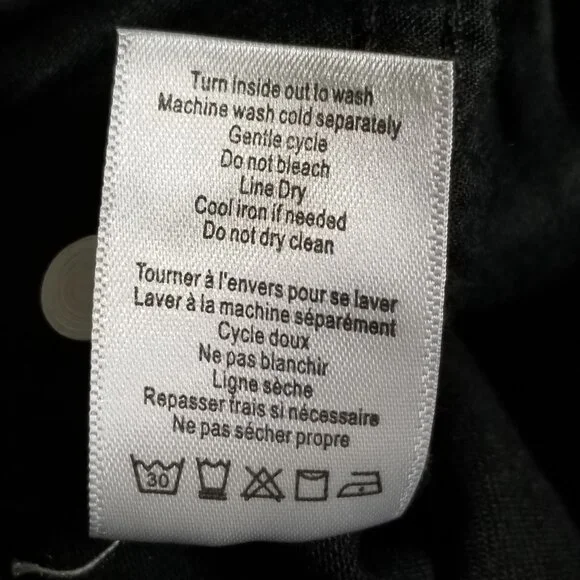 Turn inside out to wash
Machine wash cold separately
Gentle cycle
Do not bleach
Line Dry
Cool iron if needed
Do not dry clean
Tourner à l'envers pour se laver
Laver à la machine séparément
Cycle doux
Ne pas blanchir
Ligne sèche
Repasser frais si nécessaire
Ne pas sécher propre
30